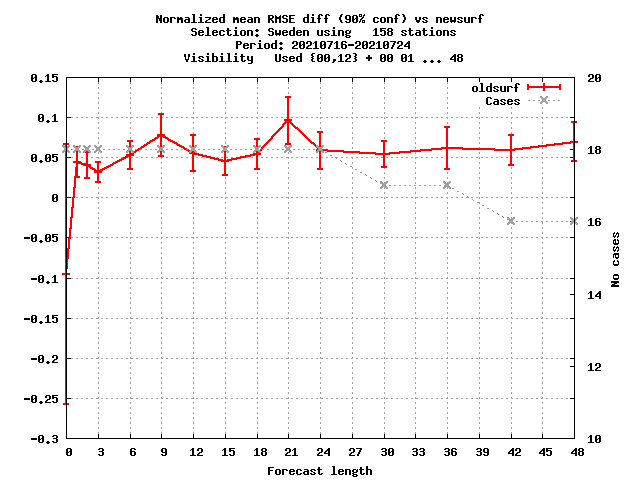 Normalized mean RMSE diff (90% conf) vs newsurf
Selection: Sweden using   158 stations
Period: 20210716-20210724
Visibility   Used {00,12} + 00 01 ... 48
0.15
0.1
0.05
0
-0.05
-0.1
-0.15
-0.2
-0.25
-0.3
oldsurf
Cases
20
18
16
14
12
10
No cases
0 3 6 9 12 15 18 21 24 27 30 33 36 39 42 45 48
Forecast length